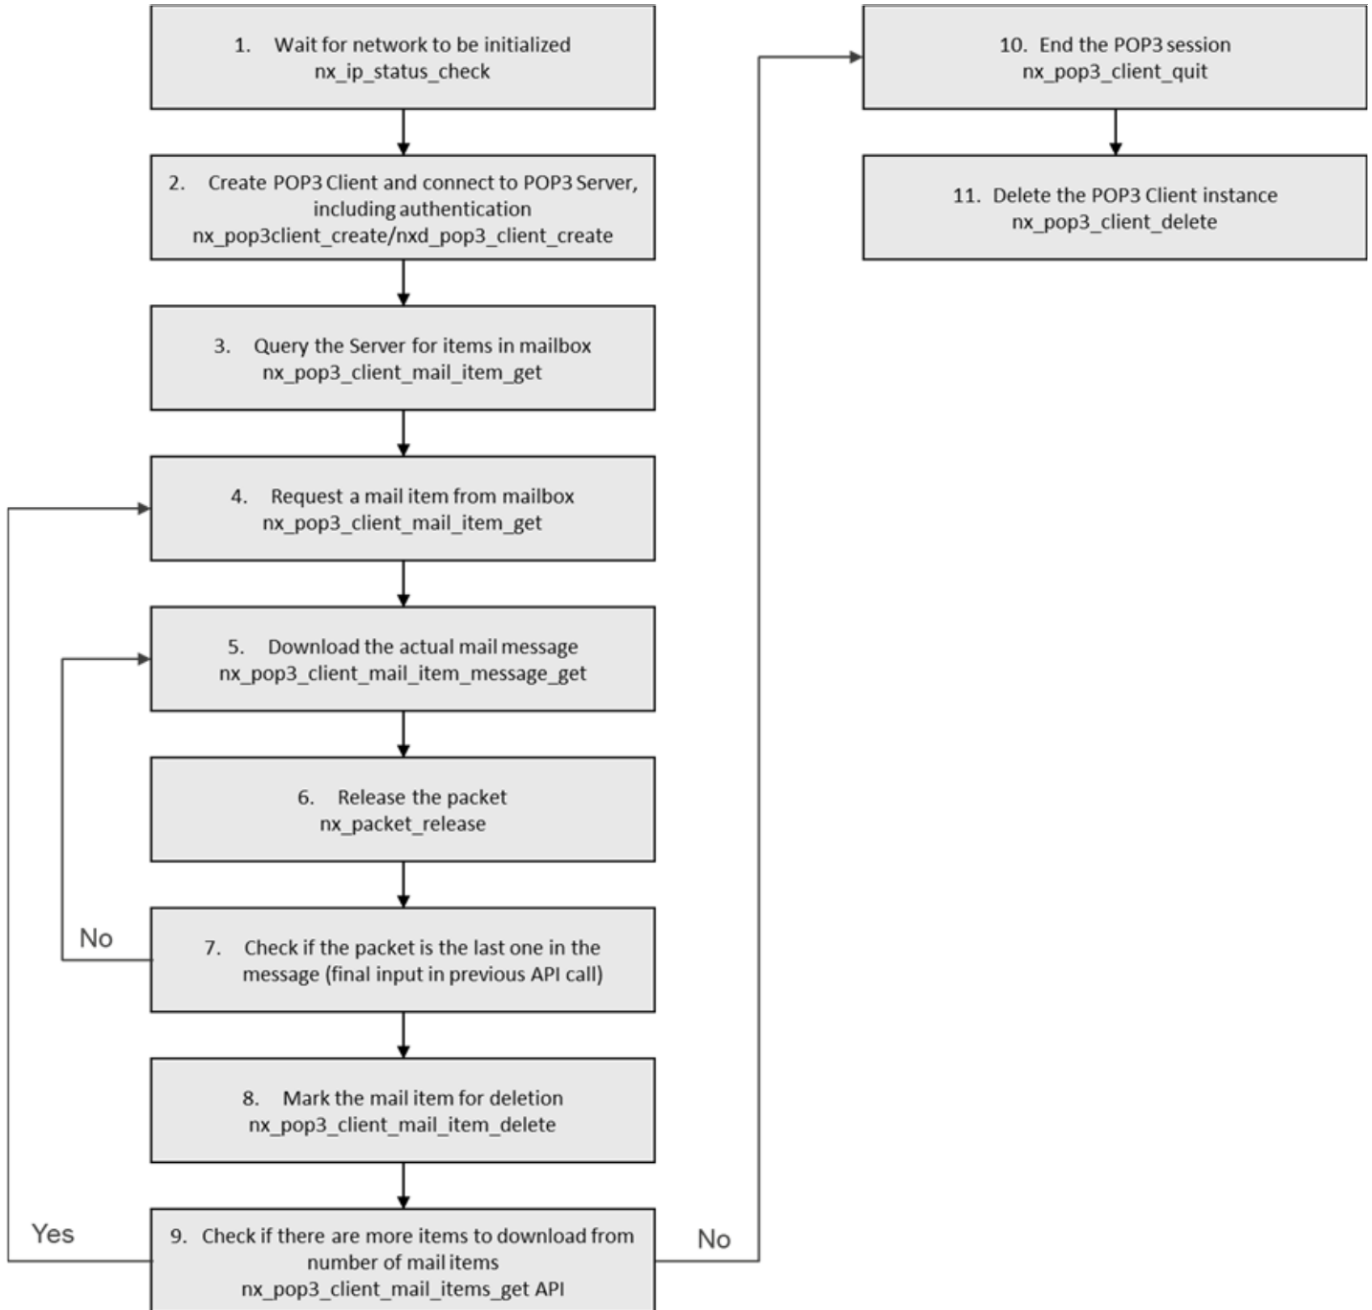 1. Wait for network to be initialized
nx_ip_status_check
2. Create POP3 Client and connect to POP3 Server,
including authentication
nx_pop3client_create/nxd_pop3_client_create
3. Query the Server for items in mailbox
nx_pop3_client_mail_item_get
4. Request a mail item from mailbox
nx_pop3_client_mail_item_get
5. Download the actual mail message
nx_pop3_client_mail_item_message_get
6. Release the packet
nx_packet_release
No
7. Check if the packet is the last one in the
message (final input in previous API call)
8. Mark the mail item for deletion
nx_pop3_client_mail_item_delete
Yes
9. Check if there are more items to download from
number of mail items
nx_pop3_client_mail_items_get API
No
10. End the POP3 session
nx_pop3_client_quit
11. Delete the POP3 Client instance
nx_pop3_client_delete